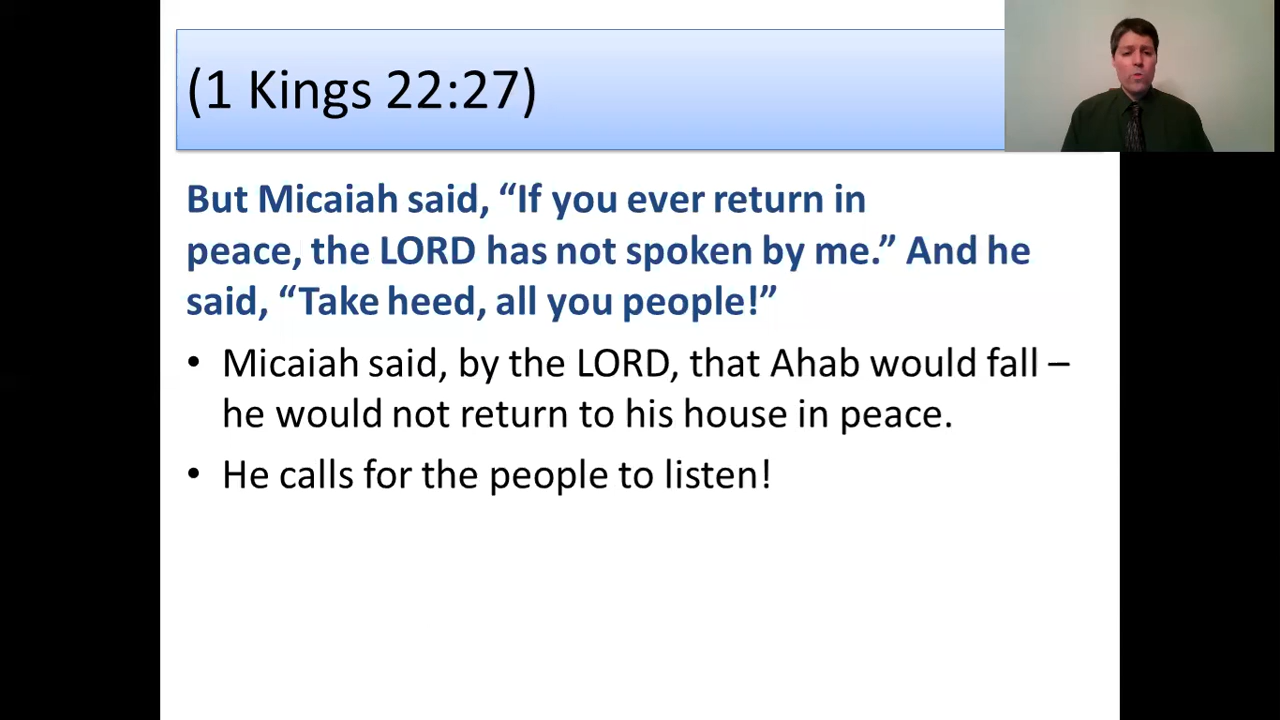 (1 Kings 22:27)
But Micaiah said, “If you ever return in
peace, the LORD has not spoken by me.” And he
said, “Take heed, all you people!”
• Micaiah said, by the LORD, that Ahab would fall –
he would not return to his house in peace.
• He calls for the people to listen!